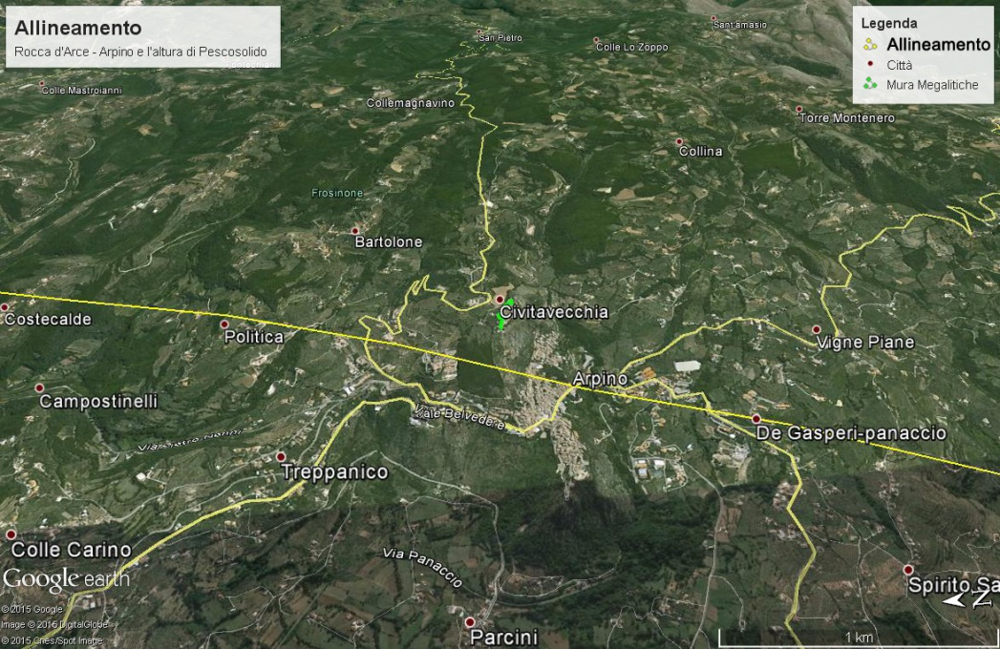 Allineamento
Rocca d'Arce - Arpino e l'altura di Pescosolido
Legenda
Allineamento
Città
Mura Megalitiche
San Pietro
Sant'amasio
Colle Lo Zoppo
Colle Mastroianni
Collemagnavino
Torre Montenero
Collina
Frosinone
Bartolone
Costecalde
Politica
Civitavecchia
Vigne Piane
Arpino
Campostinelli
Viale Belvedere
De Gasperi-panaccio
Via Pietro Nenni
Treppanico
Colle Carino
Via Panaccio
Google earth
Spirito Sa
N
© 2015 Google
Image © 2015 DigitalGlobe
© 2015 Cnes/Spot Image
Parcini
1 km